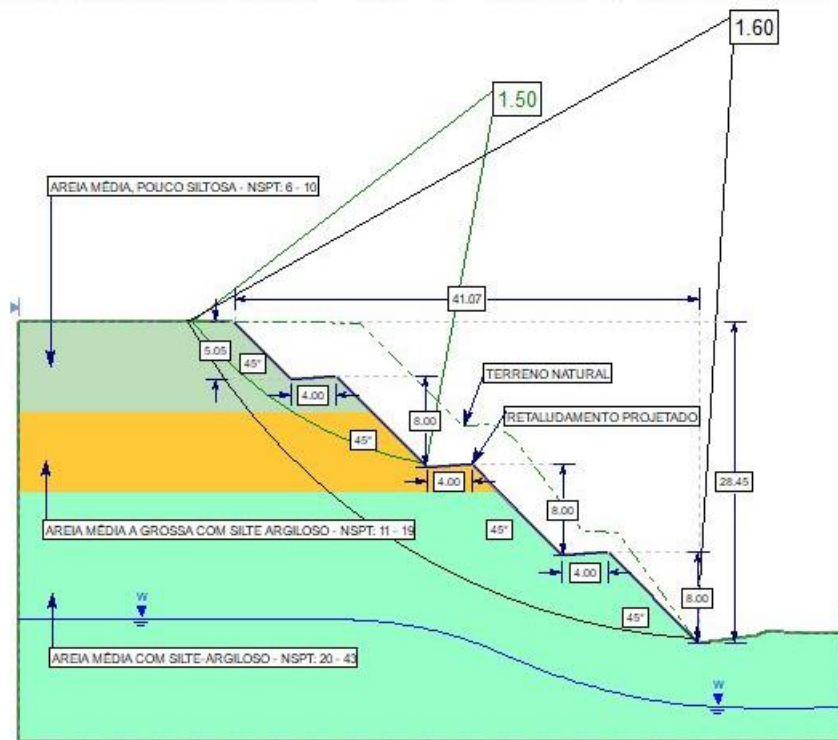 1.60
1.50
AREIA MÉDIA, POUCO SILTOSA - NSPT: 6 - 10
41.07
5.05
45°
4.00
8.00
TERRENO NATURAL
RETALUDAMENTO PROJETADO
45°
4.00
8.00
28.45
AREIA MÉDIA A GROSSA COM SILTE ARGILOSO - NSPT: 11 - 19
45°
4.00
8.00
W
45°
AREIA MÉDIA COM SILTE-ARGILOSO - NSPT: 20 - 43
W